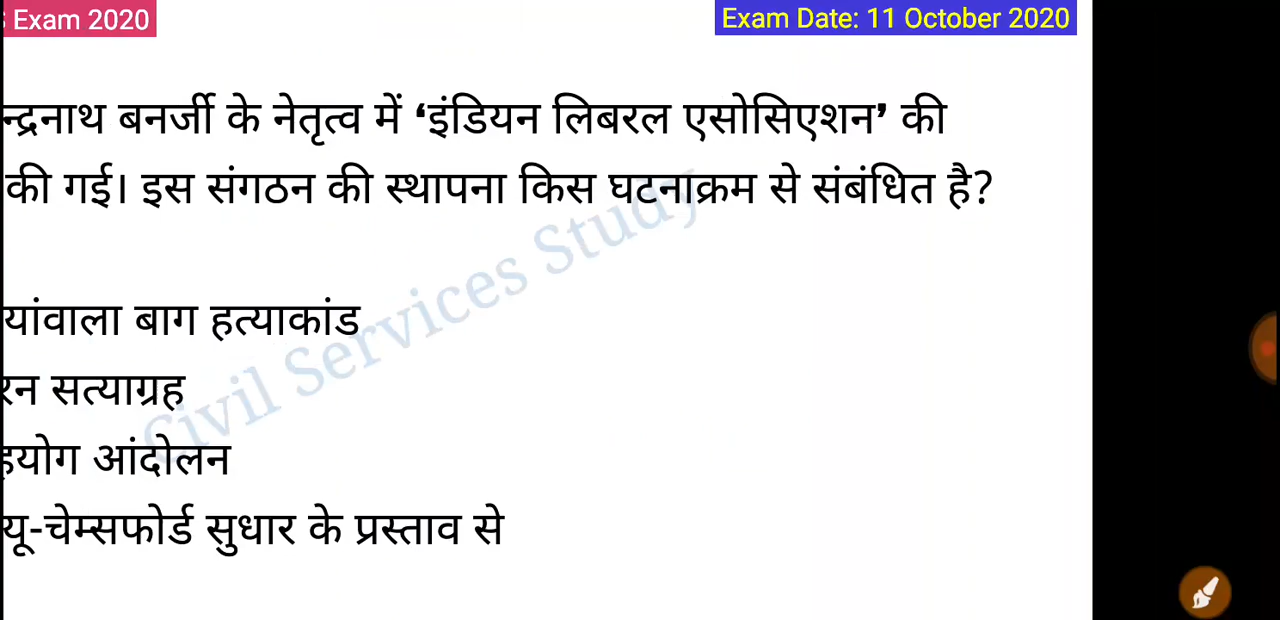 Exam 2020
Exam Date: 11 October 2020
न्द्रनाथ बनर्जी के नेतृत्व में ‘इंडियन लिबरल एसोसिएशन’ की
की गई। इस संगठन की स्थापना किस घटनाक्रम से संबंधित है?
यांवाला बाग हत्याकांड
रन सत्याग्रह
हयोग आंदोलन
यू-चेम्सफोर्ड सुधार के प्रस्ताव से
Civil Services Study